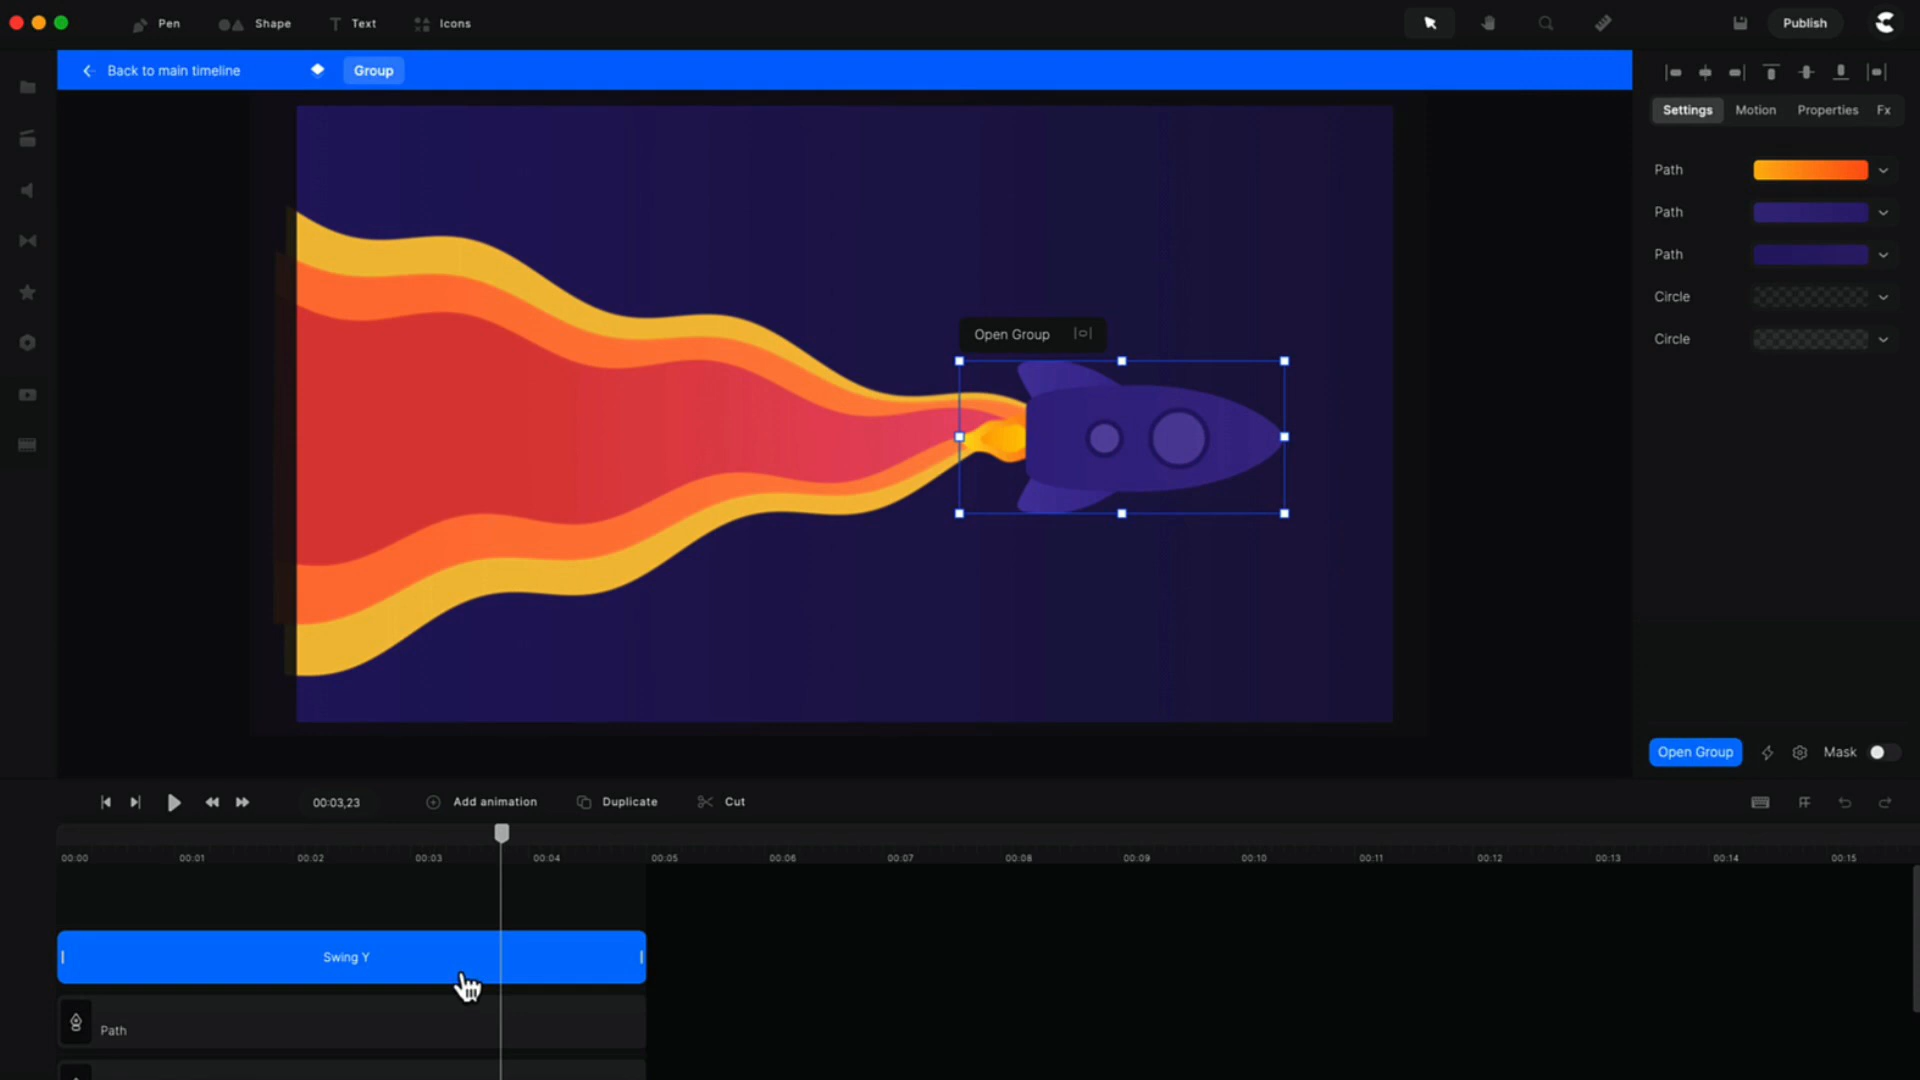 Pen Shape Text Icons Publish
Back to main timeline Group
Settings Motion Properties Fx
Path
Path
Path
Circle
Circle
Open Group
Open Group Mask
00:03,23 Add animation Duplicate Cut
00:00 00:01 00:02 00:03 00:04 00:05 00:06 00:07 00:08 00:09 00:10 00:11 00:12 00:13 00:14 00:15
Swing Y
Path